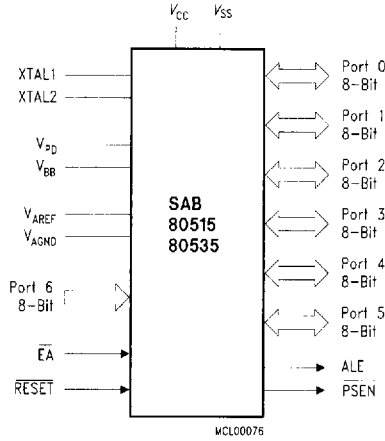 VCC VSS
XTAL1
XTAL2
VPD
VBB
VAREF
VAGND
Port 6
8-Bit
EA
RESET
SAB
80515
80535
Port 0
8-Bit
Port 1
8-Bit
Port 2
8-Bit
Port 3
8-Bit
Port 4
8-Bit
Port 5
8-Bit
ALE
PSEN
MCL00076